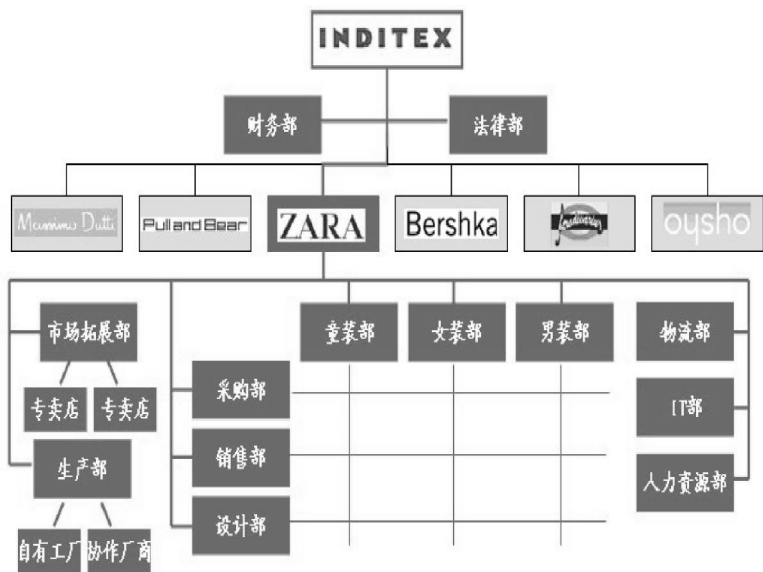 INDITEX
财务部 法律部
Massimo Dutti Pull and Bear ZARA Bershka Stradivarius oysho
市场拓展部 童装部 女装部 男装部 物流部
专卖店 专卖店 采购部 IT部
生产部 销售部 人力资源部
自有工厂 协作厂商 设计部